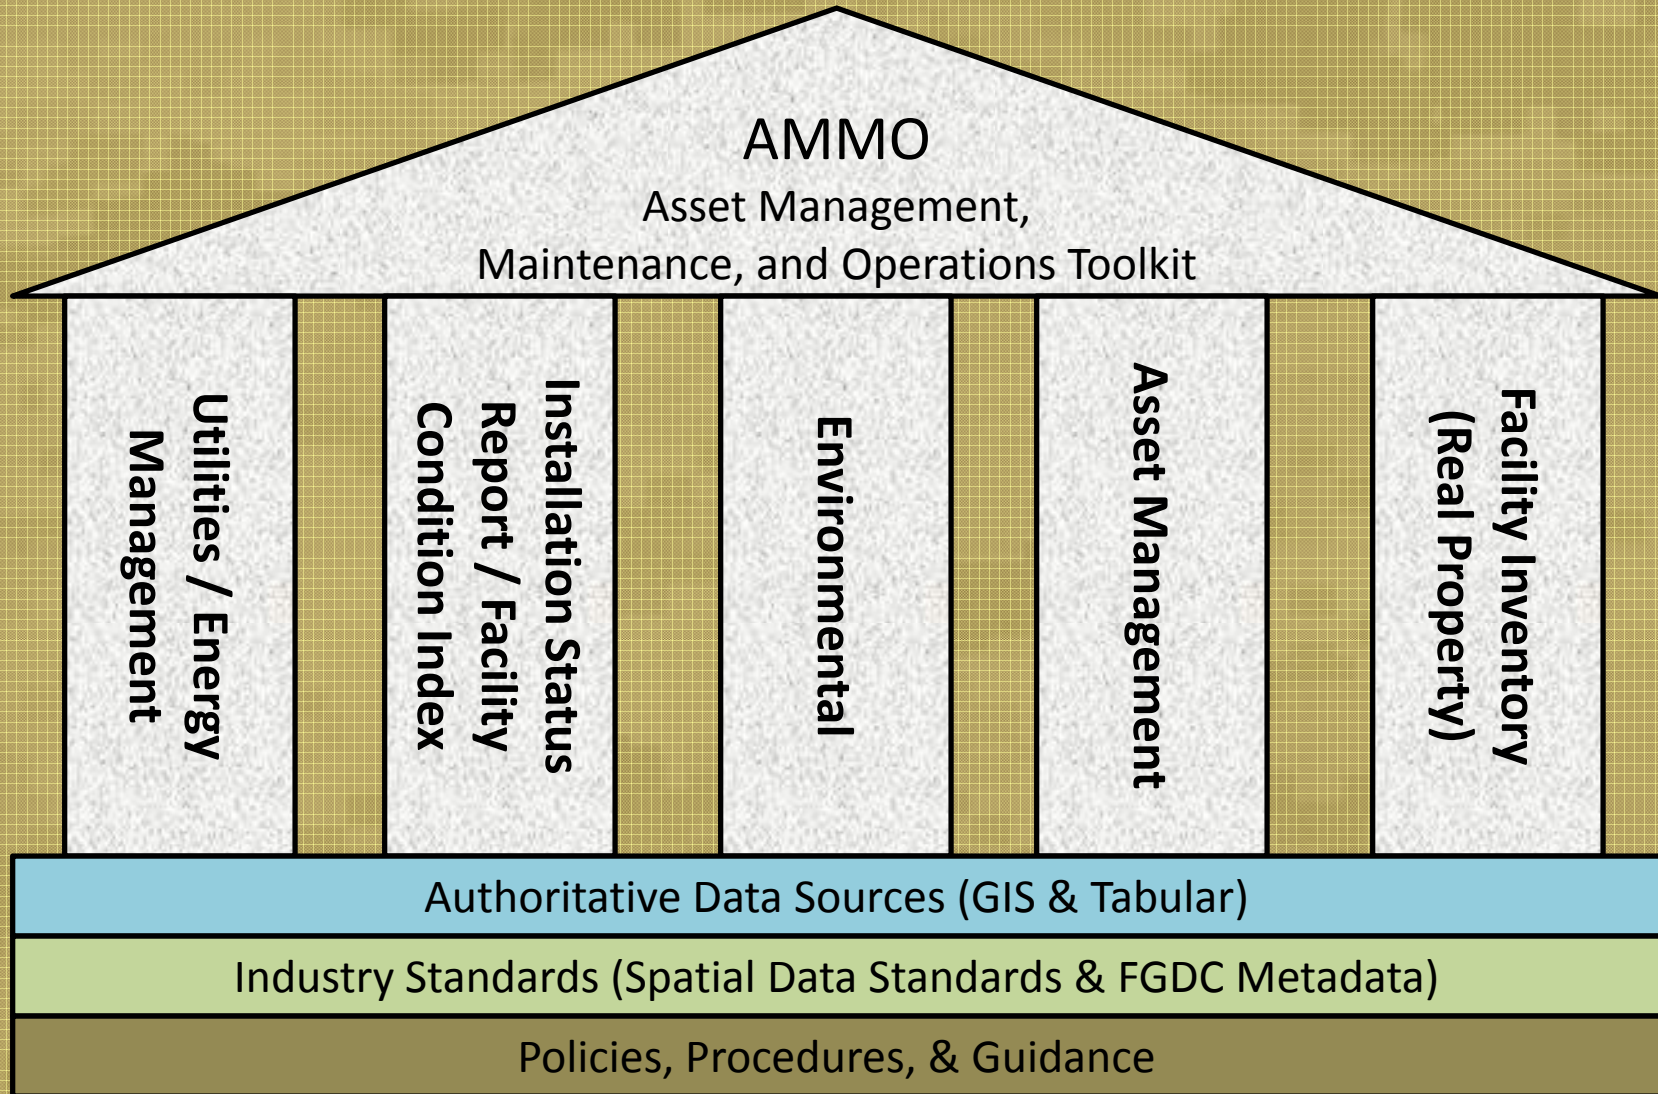 AMMO
Asset Management,
Maintenance, and Operations Toolkit
Utilities / Energy
Management
Installation Status
Report / Facility
Condition Index
Environmental
Asset Management
Facility Inventory
(Real Property)
Authoritative Data Sources (GIS & Tabular)
Industry Standards (Spatial Data Standards & FGDC Metadata)
Policies, Procedures, & Guidance